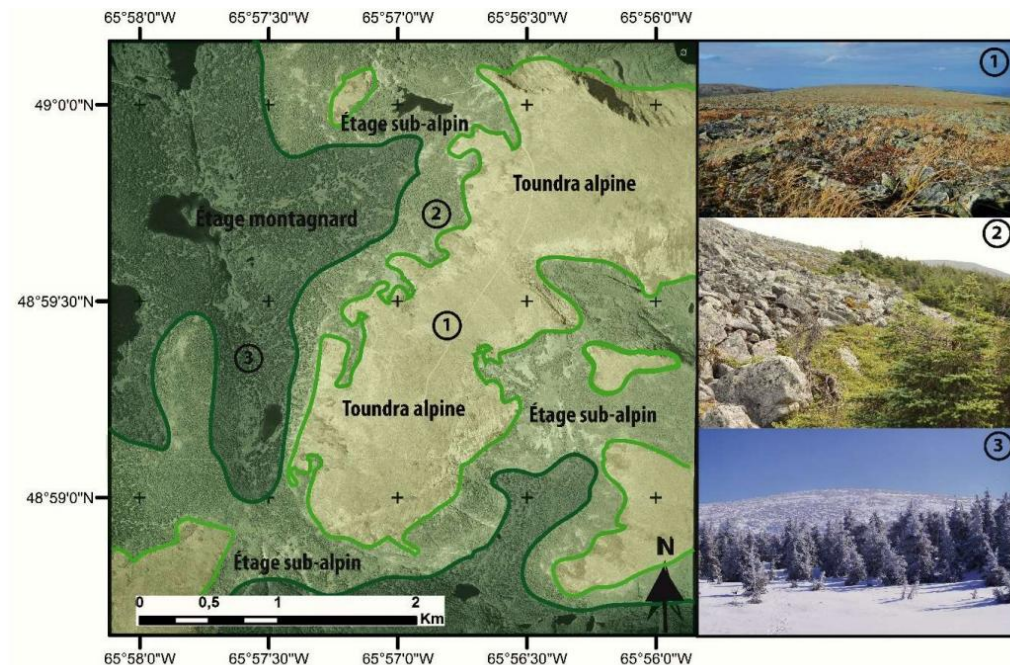 65°58'0"W 65°57'30"W 65°57'0"W 65°56'30"W 65°56'0"W
1
49°0'0"N
Étage sub-alpin
Toundra alpine
Étage montagnard
2
2
48°59'30"N
1
3
Toundra alpine
Étage sub-alpin
3
48°59'0"N
N
Étage sub-alpin
0 0,5 1 2
Km
65°58'0"W 65°57'30"W 65°57'0"W 65°56'30"W 65°56'0"W